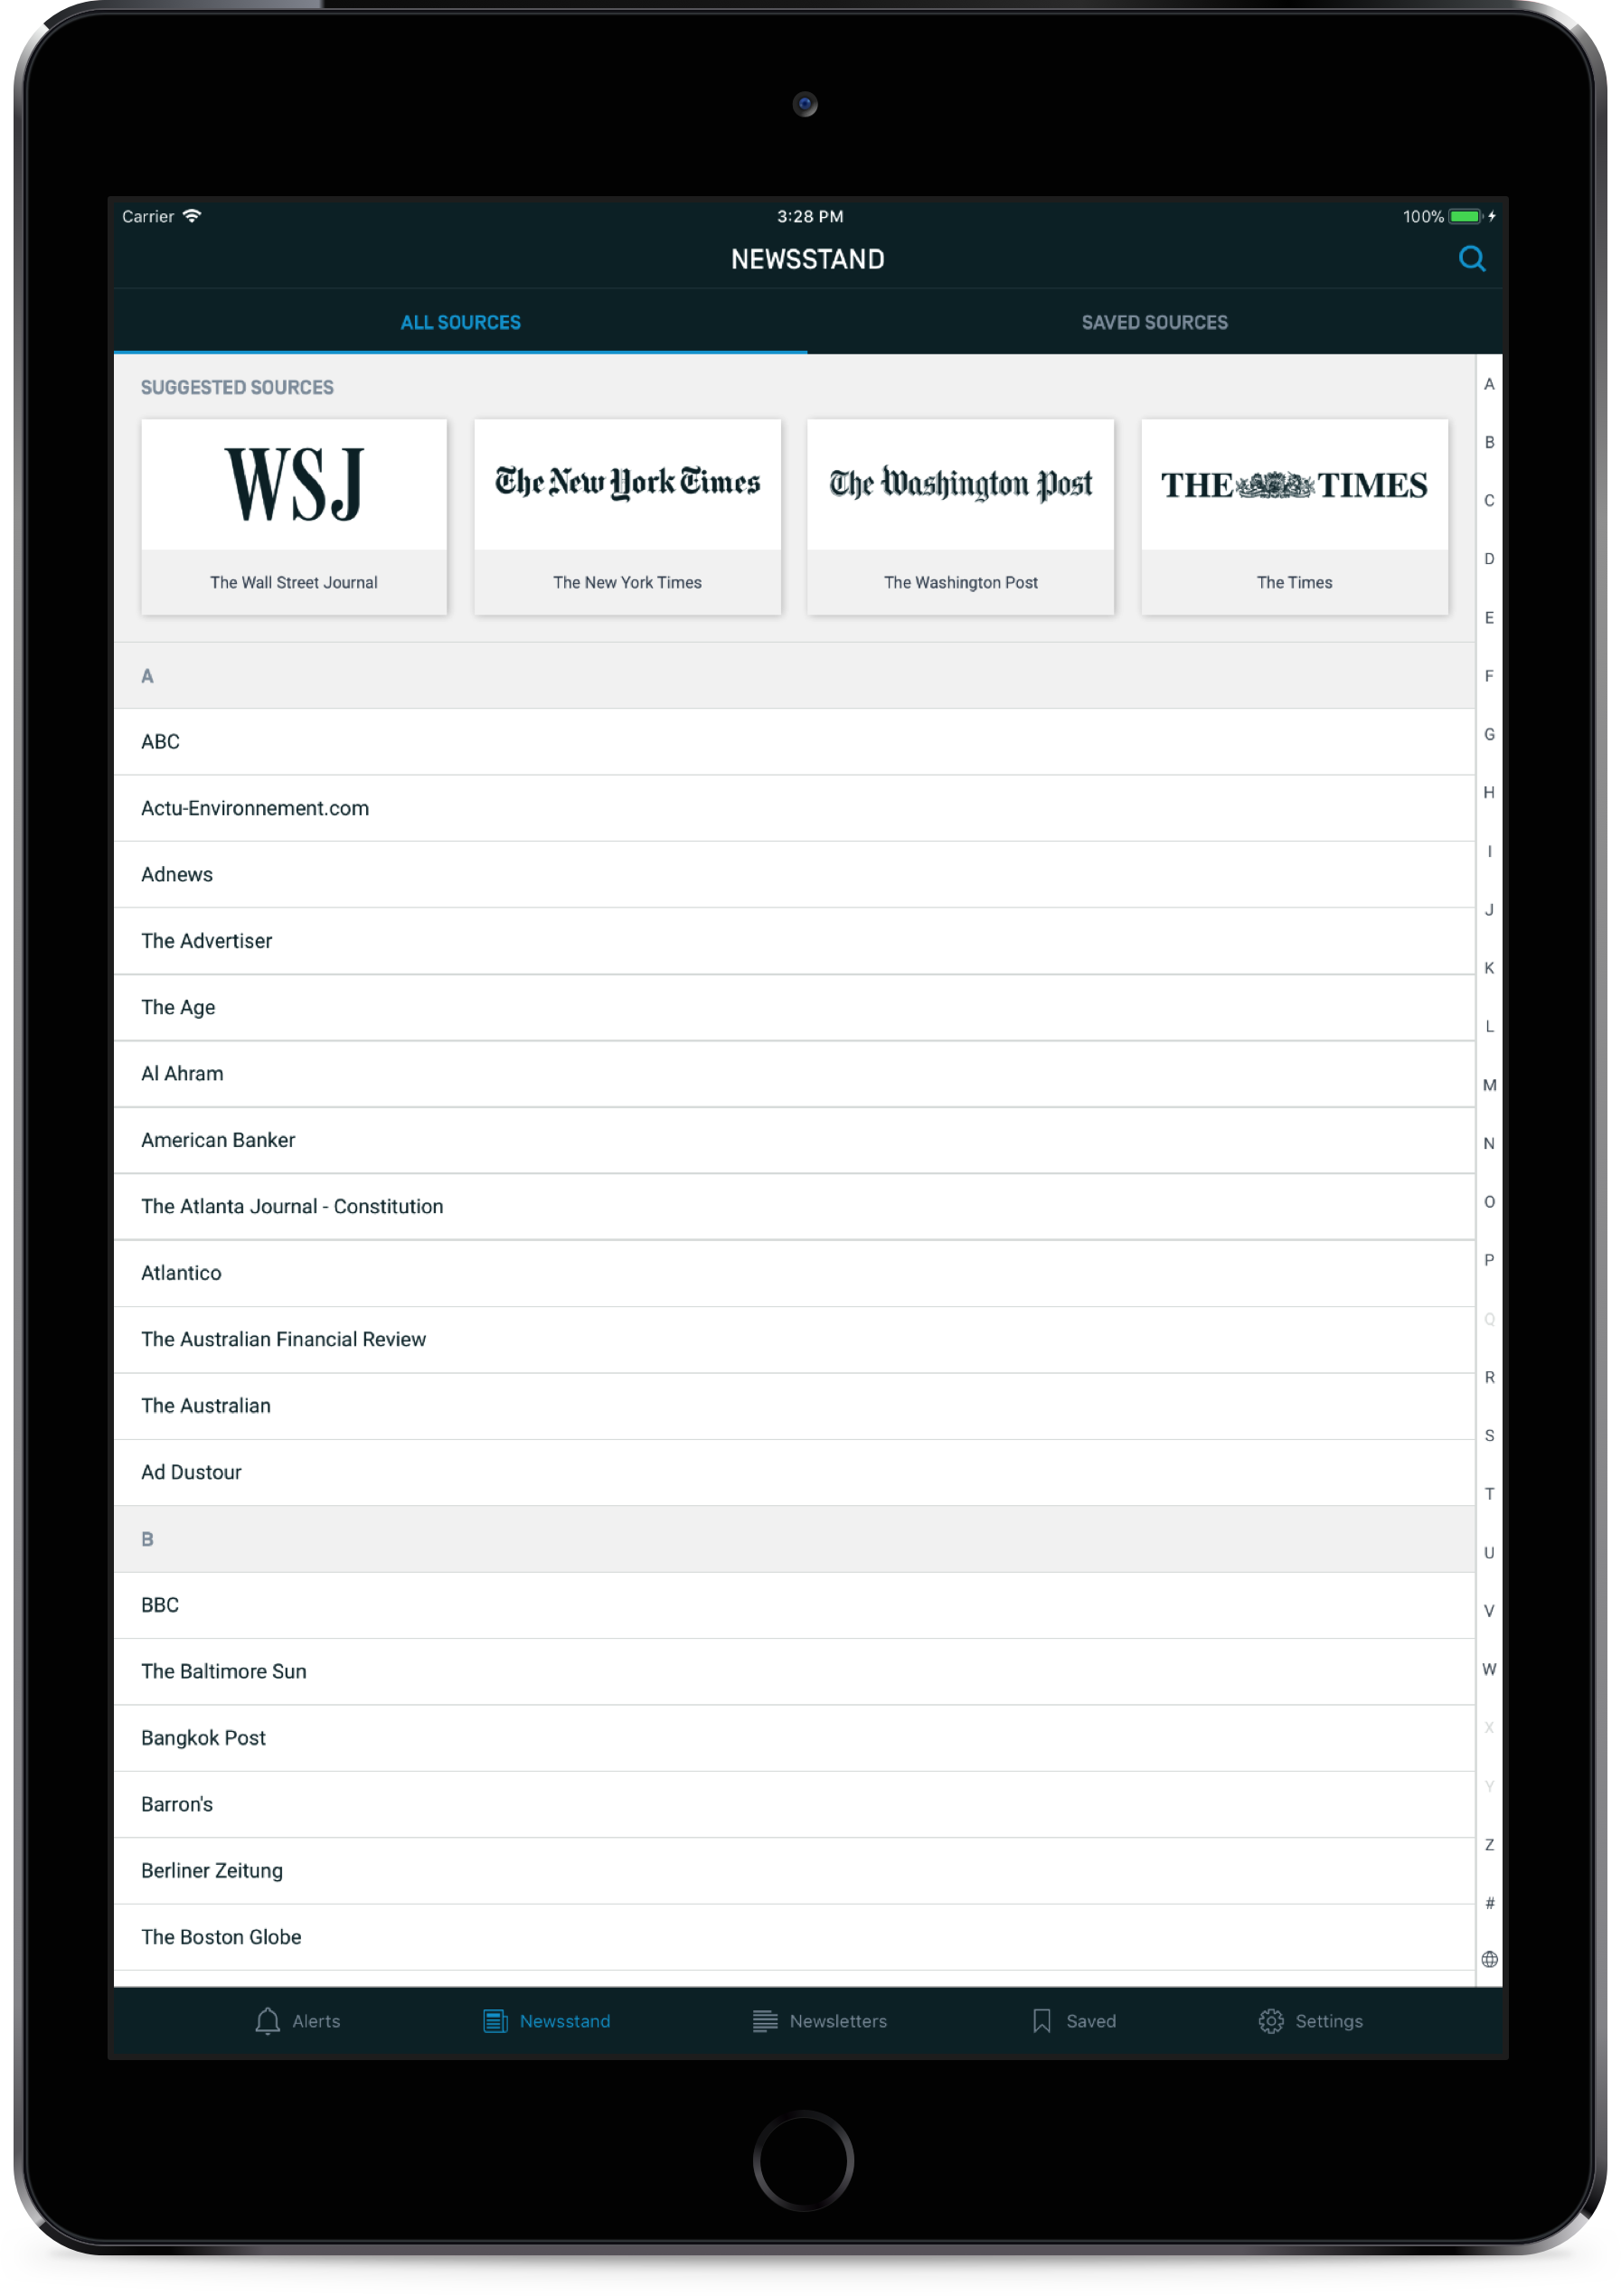 Carrier 3:28 PM 100%
NEWSSTAND
ALL SOURCES SAVED SOURCES
SUGGESTED SOURCES
WSJ The New York Times The Washington Post THE TIMES
The Wall Street Journal The New York Times The Washington Post The Times
A
ABC
Actu-Environnement.com
Adnews
The Advertiser
The Age
Al Ahram
American Banker
The Atlanta Journal - Constitution
Atlantico
The Australian Financial Review
The Australian
Ad Dustour
B
BBC
The Baltimore Sun
Bangkok Post
Barron's
Berliner Zeitung
The Boston Globe
A
B
C
D
E
F
G
H
I
J
K
L
M
N
O
P
Q
R
S
T
U
V
W
X
Y
Z
#
Alerts Newsstand Newsletters Saved Settings